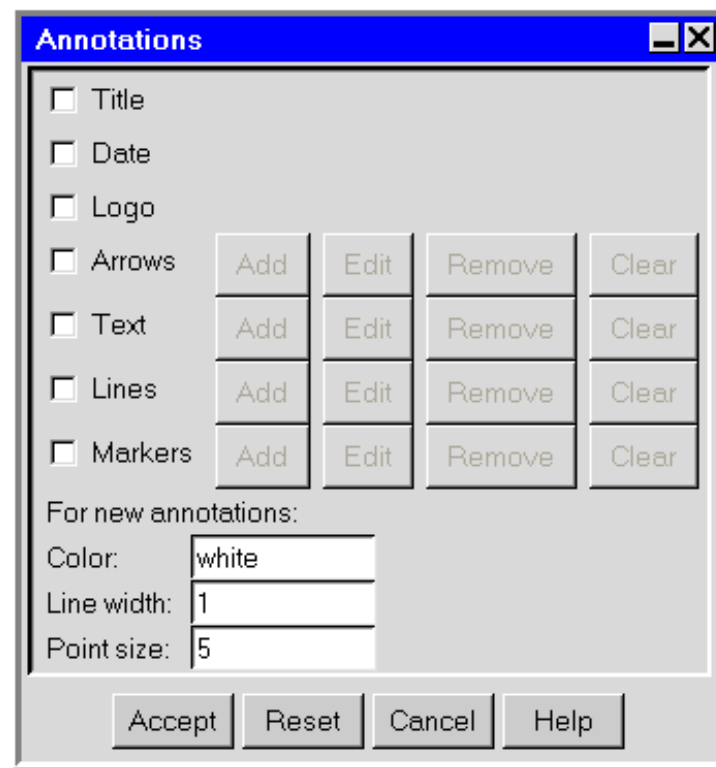 Annotations
Title
Date
Logo
Arrows Add Edit Remove Clear
Text Add Edit Remove Clear
Lines Add Edit Remove Clear
Markers Add Edit Remove Clear
For new annotations:
Color: white
Line width: 1
Point size: 5
Accept Reset Cancel Help